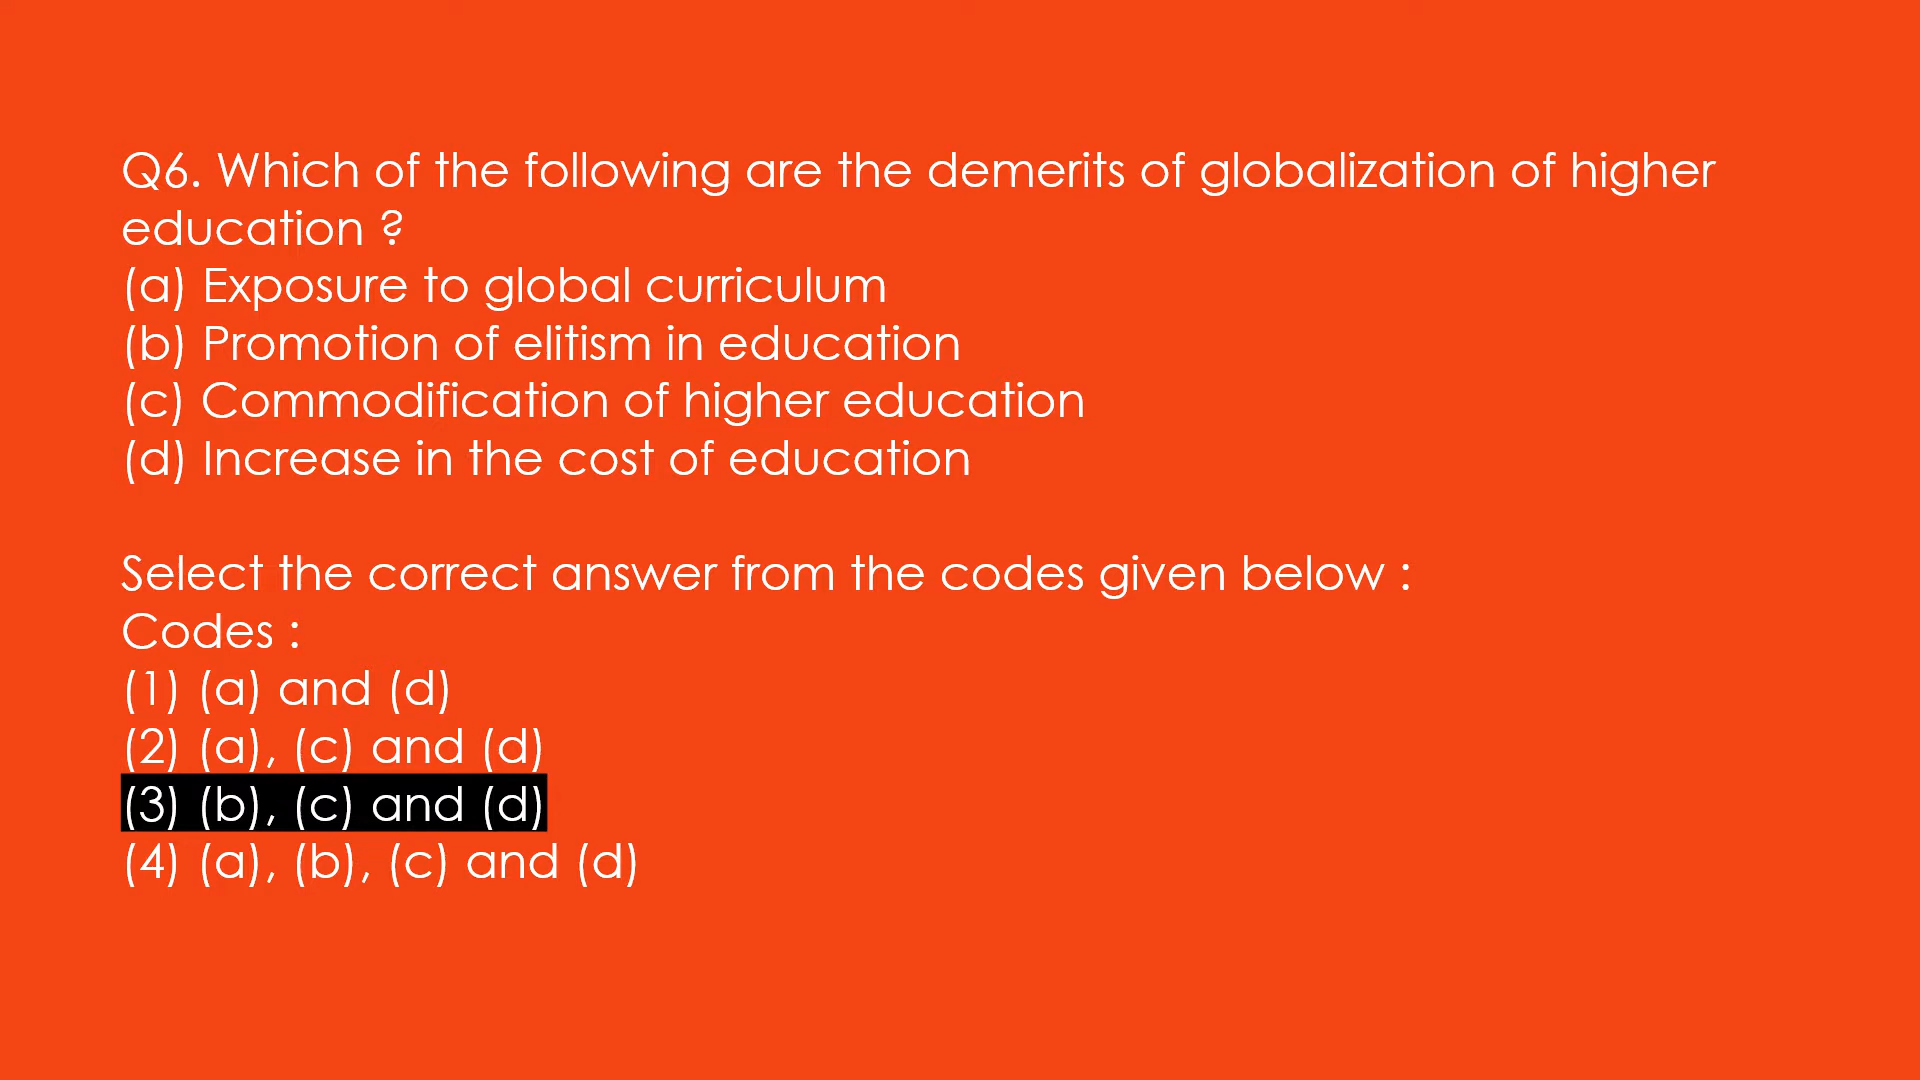 Q6. Which of the following are the demerits of globalization of higher
education ?
(a) Exposure to global curriculum
(b) Promotion of elitism in education
(c) Commodification of higher education
(d) Increase in the cost of education
Select the correct answer from the codes given below :
Codes :
(1) (a) and (d)
(2) (a), (c) and (d)
(3) (b), (c) and (d)
(4) (a), (b), (c) and (d)